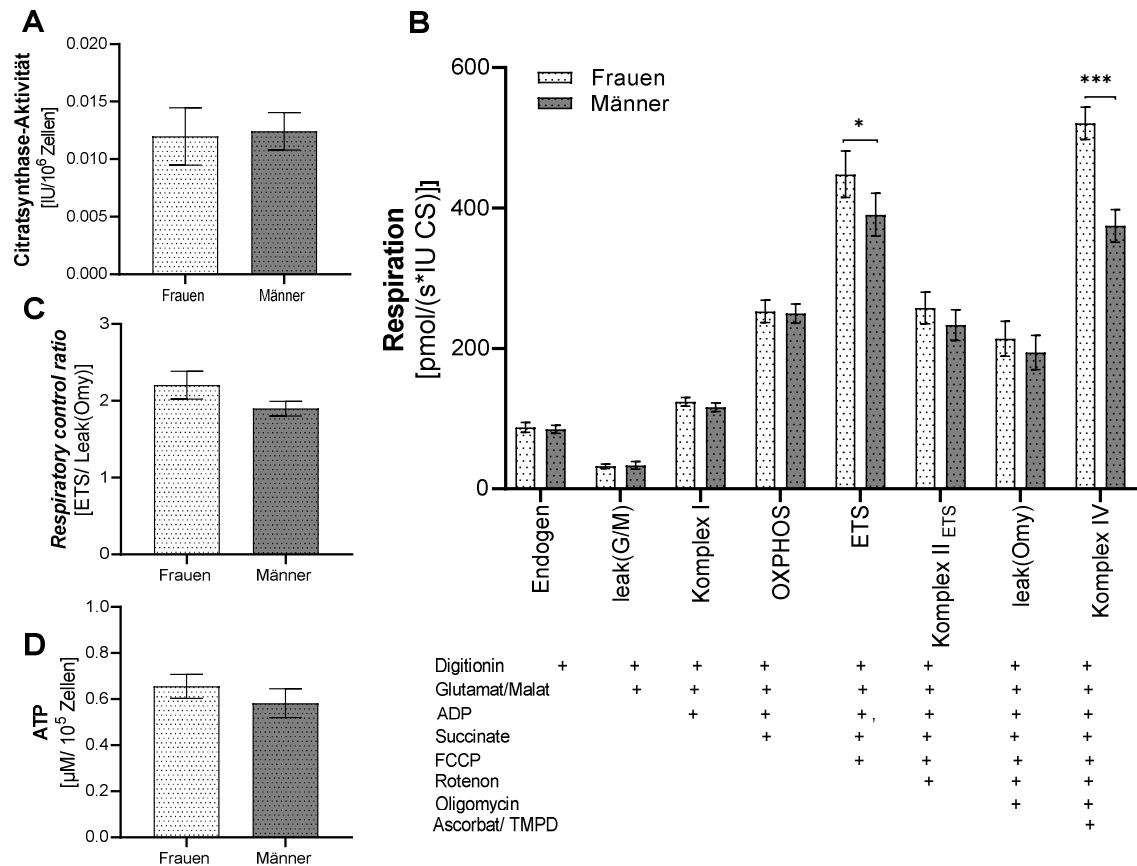 A
Citratsynthase-Aktivität
[IU/10⁶ Zellen]
0.020
0.015
0.010
0.005
0.000
Frauen Männer
B
Respiration
[pmol/(s*IU CS)]
600
400
200
0
Frauen
Männer
*
***
Endogen
leak(G/M)
Komplex I
OXPHOS
ETS
Komplex II ETS
leak(Omy)
Komplex IV
Digitionin + + + + + + + +
Glutamat/Malat + + + + + + +
ADP + + +, + + +
Succinate + + + + +
FCCP + + + +
Rotenon + + +
Oligomycin + +
Ascorbat/ TMPD +
C
Respiratory control ratio
[ETS/ Leak(Omy)]
3
2
1
0
Frauen Männer
D
ATP
[µM/ 10⁵ Zellen]
1.0
0.8
0.6
0.4
0.2
0.0
Frauen Männer